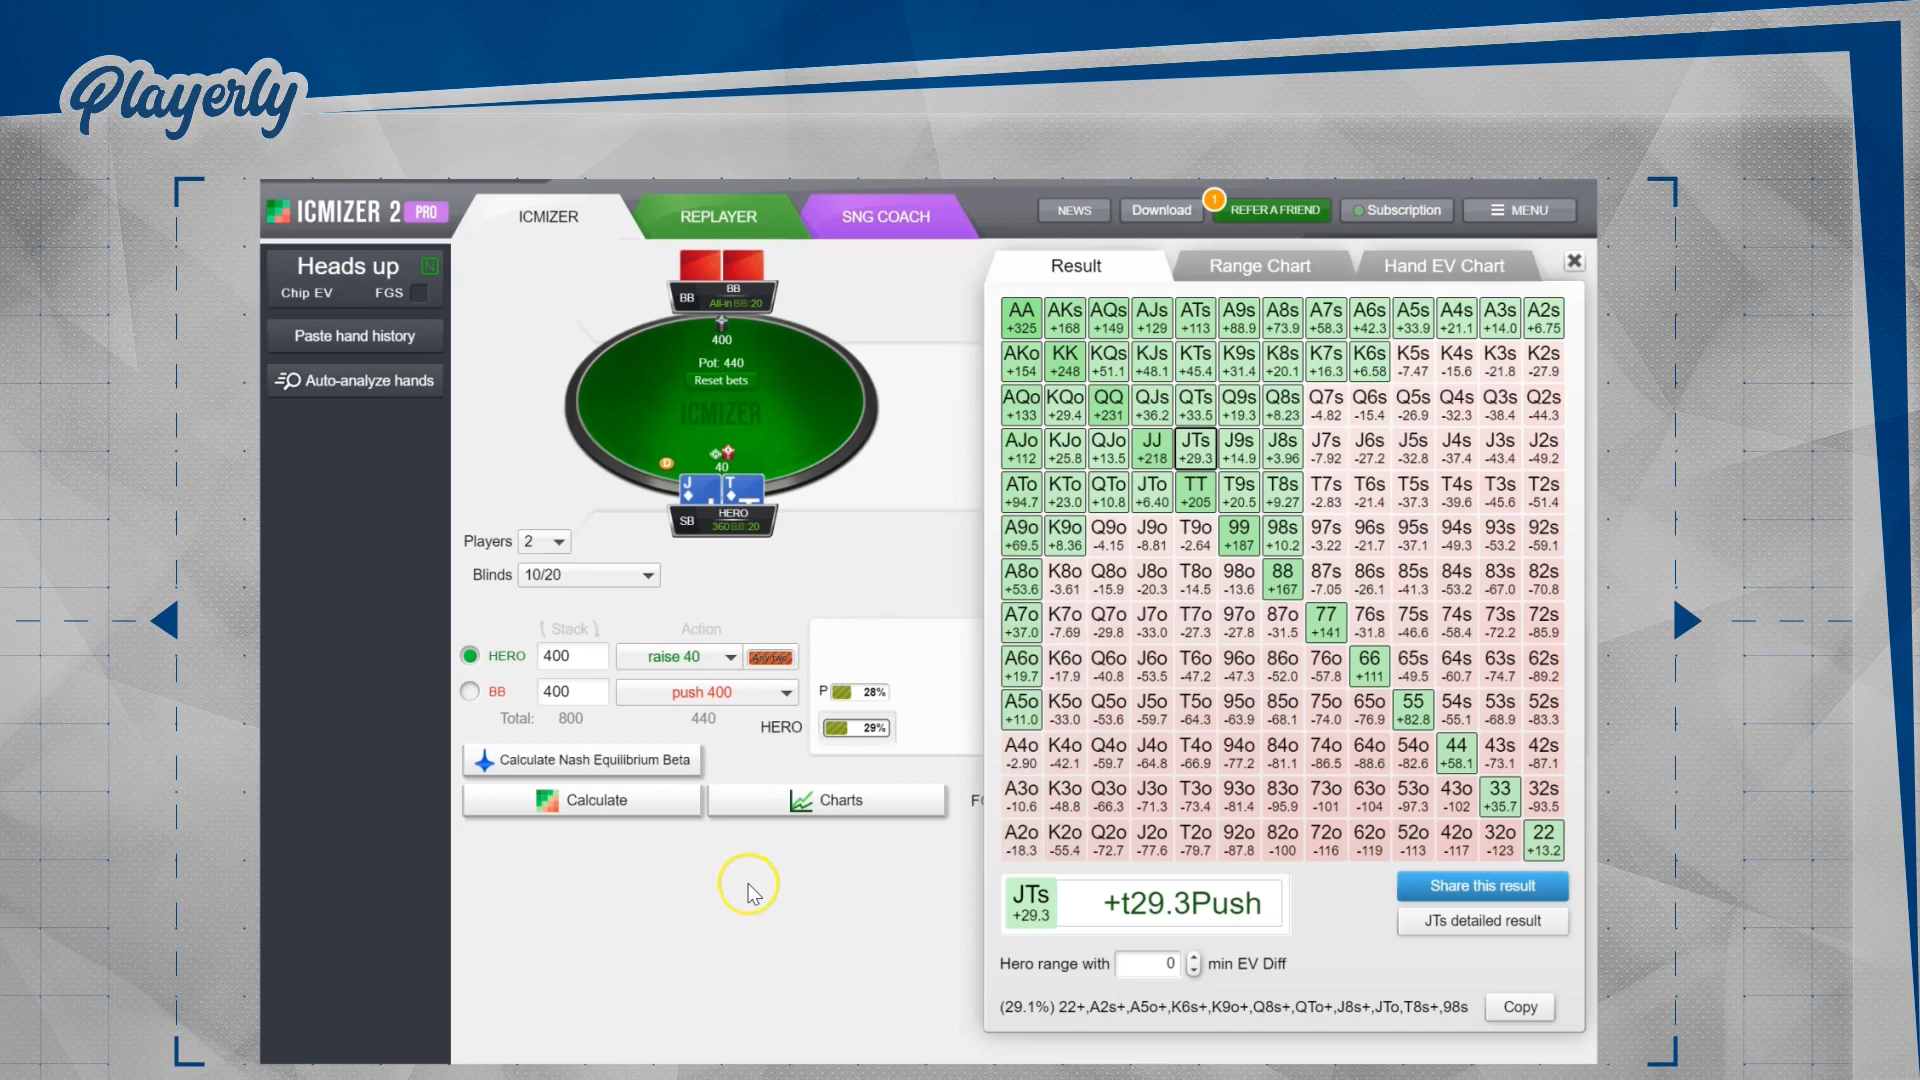 Playerly
ICMIZER 2 PRO
ICMIZER
REPLAYER
SNG COACH
NEWS
Download
1
REFER A FRIEND
Subscription
MENU
Heads up N
Chip EV FGS
Paste hand history
Auto-analyze hands
BB
BB
All-in BB:20
400
Pot: 440
Reset bets
ICMIZER
D
40
J T
SB
HERO
360 BB:20
Players 2
Blinds 10/20
Stack Action
HERO 400 raise 40 Any two
BB 400 push 400
Total: 800 440
P 28%
HERO 29%
Calculate Nash Equilibrium Beta
Calculate
Charts
Result
Range Chart
Hand EV Chart
AA AKs AQs AJs ATs A9s A8s A7s A6s A5s A4s A3s A2s
+325 +168 +149 +129 +113 +88.9 +73.9 +58.3 +42.3 +33.9 +21.1 +14.0 +6.75
AKo KK KQs KJs KTs K9s K8s K7s K6s K5s K4s K3s K2s
+154 +248 +51.1 +48.1 +45.4 +31.4 +20.1 +16.3 +6.58 -7.47 -15.6 -21.8 -27.9
AQo KQo QQ QJs QTs Q9s Q8s Q7s Q6s Q5s Q4s Q3s Q2s
+133 +29.4 +231 +36.2 +33.5 +19.3 +8.23 -4.82 -15.4 -26.9 -32.3 -38.4 -44.3
AJo KJo QJo JJ JTs J9s J8s J7s J6s J5s J4s J3s J2s
+112 +25.8 +13.5 +218 +29.3 +14.9 +3.96 -7.92 -27.2 -32.8 -37.4 -43.4 -49.2
ATo KTo QTo JTo TT T9s T8s T7s T6s T5s T4s T3s T2s
+94.7 +23.0 +10.8 +6.40 +205 +20.5 +9.27 -2.83 -21.4 -37.3 -39.6 -45.6 -51.4
A9o K9o Q9o J9o T9o 99 98s 97s 96s 95s 94s 93s 92s
+69.5 +8.36 -4.15 -8.81 -2.64 +187 +10.2 -3.22 -21.7 -37.1 -49.3 -53.2 -59.1
A8o K8o Q8o J8o T8o 98o 88 87s 86s 85s 84s 83s 82s
+53.6 -3.61 -15.9 -20.3 -14.5 -13.6 +167 -7.05 -26.1 -41.3 -53.2 -67.0 -70.8
A7o K7o Q7o J7o T7o 97o 87o 77 76s 75s 74s 73s 72s
+37.0 -7.69 -29.8 -33.0 -27.3 -27.8 -31.5 +141 -31.8 -46.6 -58.4 -72.2 -85.9
A6o K6o Q6o J6o T6o 96o 86o 76o 66 65s 64s 63s 62s
+19.7 -17.9 -40.8 -53.5 -47.2 -47.3 -52.0 -57.8 +111 -49.5 -60.7 -74.7 -89.2
A5o K5o Q5o J5o T5o 95o 85o 75o 65o 55 54s 53s 52s
+11.0 -33.0 -53.6 -59.7 -64.3 -63.9 -68.1 -74.0 -76.9 +82.8 -55.1 -68.9 -83.3
A4o K4o Q4o J4o T4o 94o 84o 74o 64o 54o 44 43s 42s
-2.90 -42.1 -59.7 -64.8 -66.9 -77.2 -81.1 -86.5 -88.6 -82.6 +58.1 -73.1 -87.1
A3o K3o Q3o J3o T3o 93o 83o 73o 63o 53o 43o 33 32s
-10.6 -48.8 -66.3 -71.3 -73.4 -81.4 -95.9 -101 -104 -97.3 -102 +35.7 -93.5
A2o K2o Q2o J2o T2o 92o 82o 72o 62o 52o 42o 32o 22
-18.3 -55.4 -72.7 -77.6 -79.7 -87.8 -100 -116 -119 -113 -117 -123 +13.2
JTs
+29.3
+t29.3Push
Share this result
JTs detailed result
Hero range with 0 min EV Diff
(29.1%) 22+,A2s+,A5o+,K6s+,K9o+,Q8s+,QTo+,J8s+,JTo,T8s+,98s
Copy